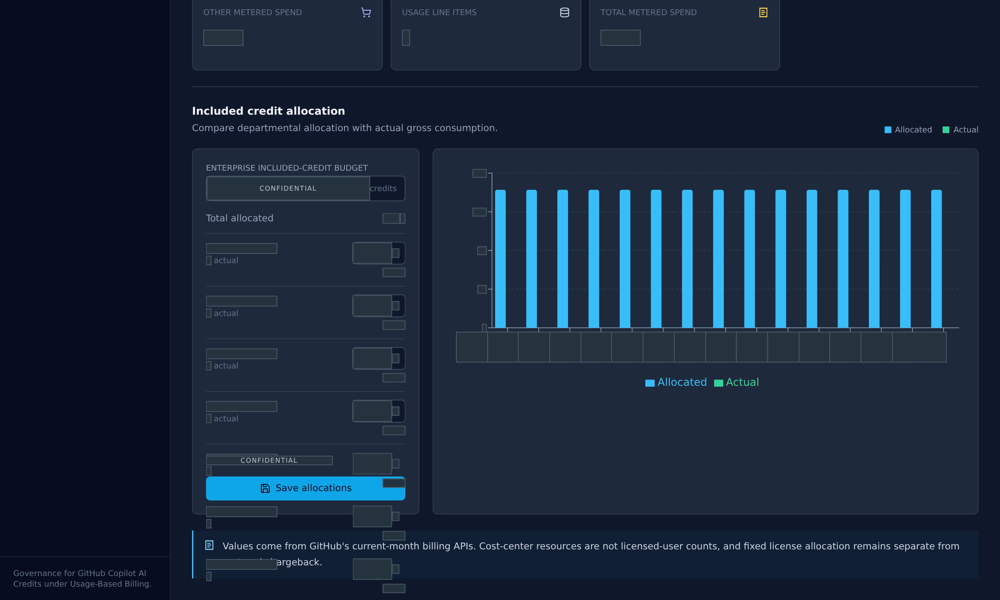 OTHER METERED SPEND
USAGE LINE ITEMS
TOTAL METERED SPEND
Included credit allocation
Compare departmental allocation with actual gross consumption.
Allocated
Actual
ENTERPRISE INCLUDED-CREDIT BUDGET
CONFIDENTIAL
credits
Total allocated
actual
actual
actual
actual
CONFIDENTIAL
Save allocations
Allocated
Actual
Values come from GitHub's current-month billing APIs. Cost-center resources are not licensed-user counts, and fixed license allocation remains separate from
argeback.
Governance for GitHub Copilot AI
Credits under Usage-Based Billing.